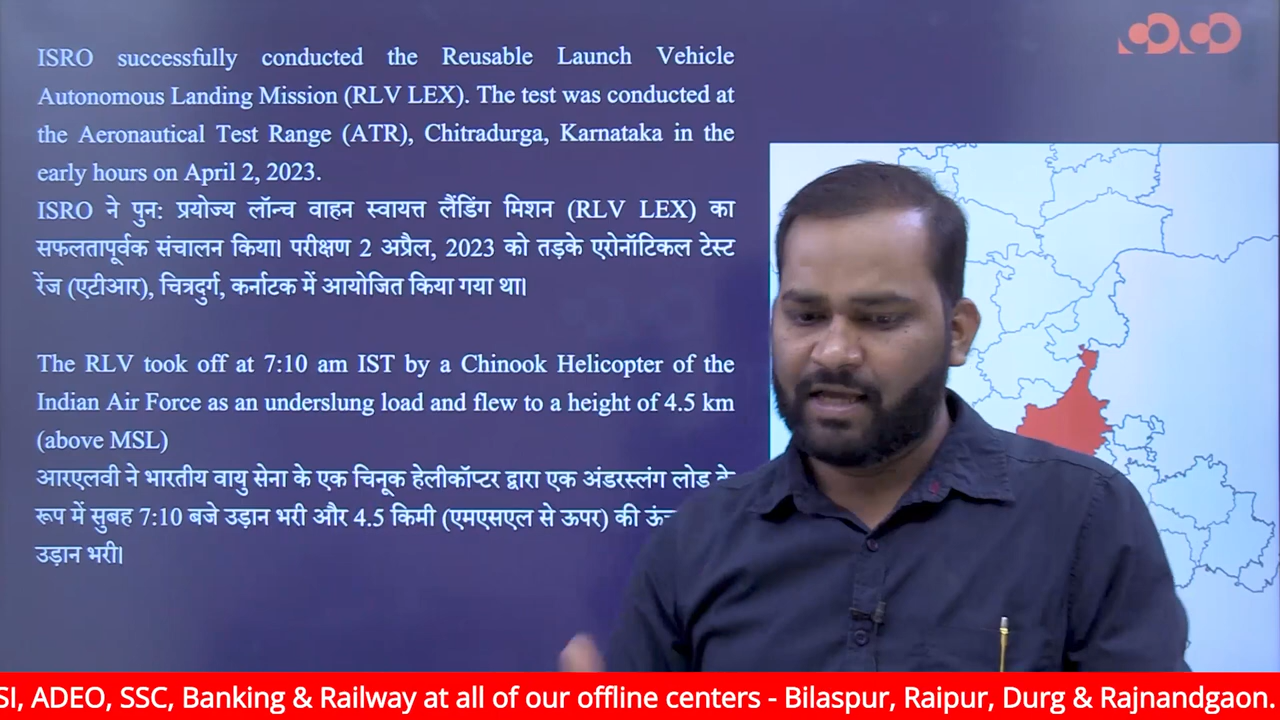 ISRO successfully conducted the Reusable Launch Vehicle
Autonomous Landing Mission (RLV LEX). The test was conducted at
the Aeronautical Test Range (ATR), Chitradurga, Karnataka in the
early hours on April 2, 2023.
ISRO ने पुन: प्रयोज्य लॉन्च वाहन स्वायत्त लैंडिंग मिशन (RLV LEX) का
सफलतापूर्वक संचालन किया। परीक्षण 2 अप्रैल, 2023 को तड़के एरोनॉटिकल टेस्ट
रेंज (एटीआर), चित्रदुर्ग, कर्नाटक में आयोजित किया गया था।
The RLV took off at 7:10 am IST by a Chinook Helicopter of the
Indian Air Force as an underslung load and flew to a height of 4.5 km
(above MSL)
आरएलवी ने भारतीय वायु सेना के एक चिनूक हेलीकॉप्टर द्वारा एक अंडरस्लंग लोड के
रूप में सुबह 7:10 बजे उड़ान भरी और 4.5 किमी (एमएसएल से ऊपर) की
उड़ान भरी।
SI, ADEO, SSC, Banking & Railway at all of our offline centers - Bilaspur, Raipur, Durg & Rajnandgaon.